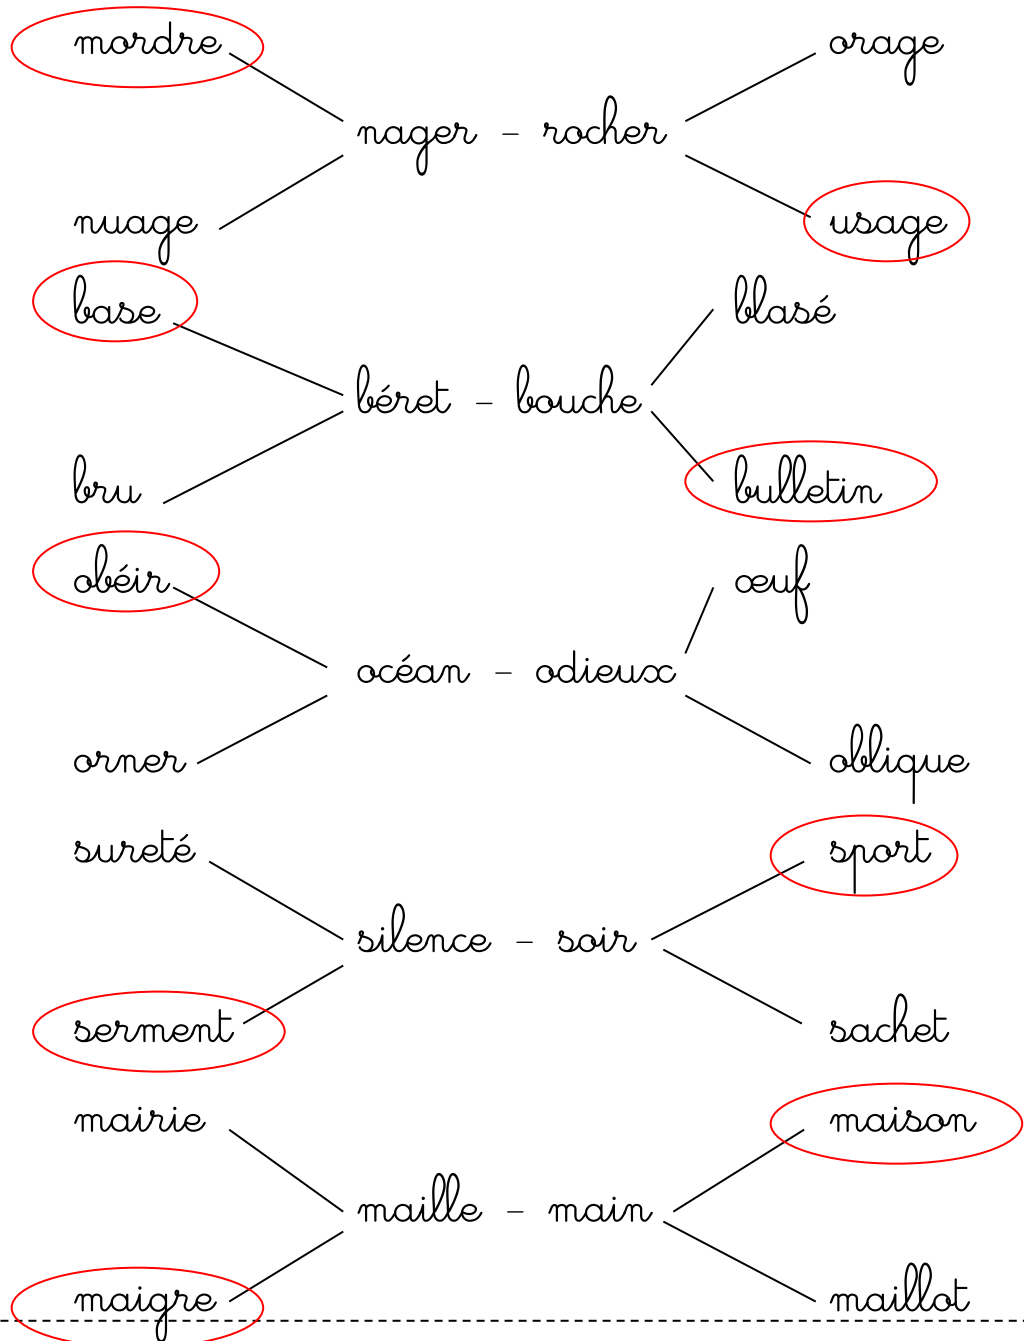 mordre orage
nager - rocher
nuage usage
base blasé
béret - bouche
bru bulletin
obéir œuf
océan - odieux
orner oblique
sureté sport
silence - soir
serment sachet
mairie maison
maille - main
maigre maillot